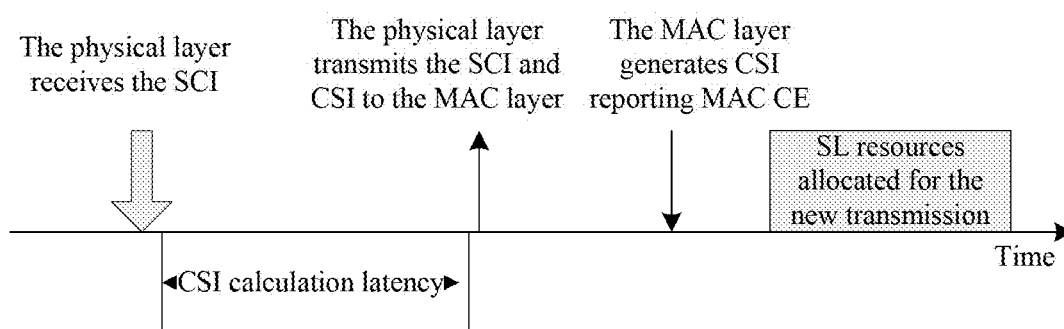 The physical layer
receives the SCI
The physical layer
transmits the SCI and
CSI to the MAC layer
The MAC layer
generates CSI
reporting MAC CE
SL resources
allocated for the
new transmission
Time
CSI calculation latency